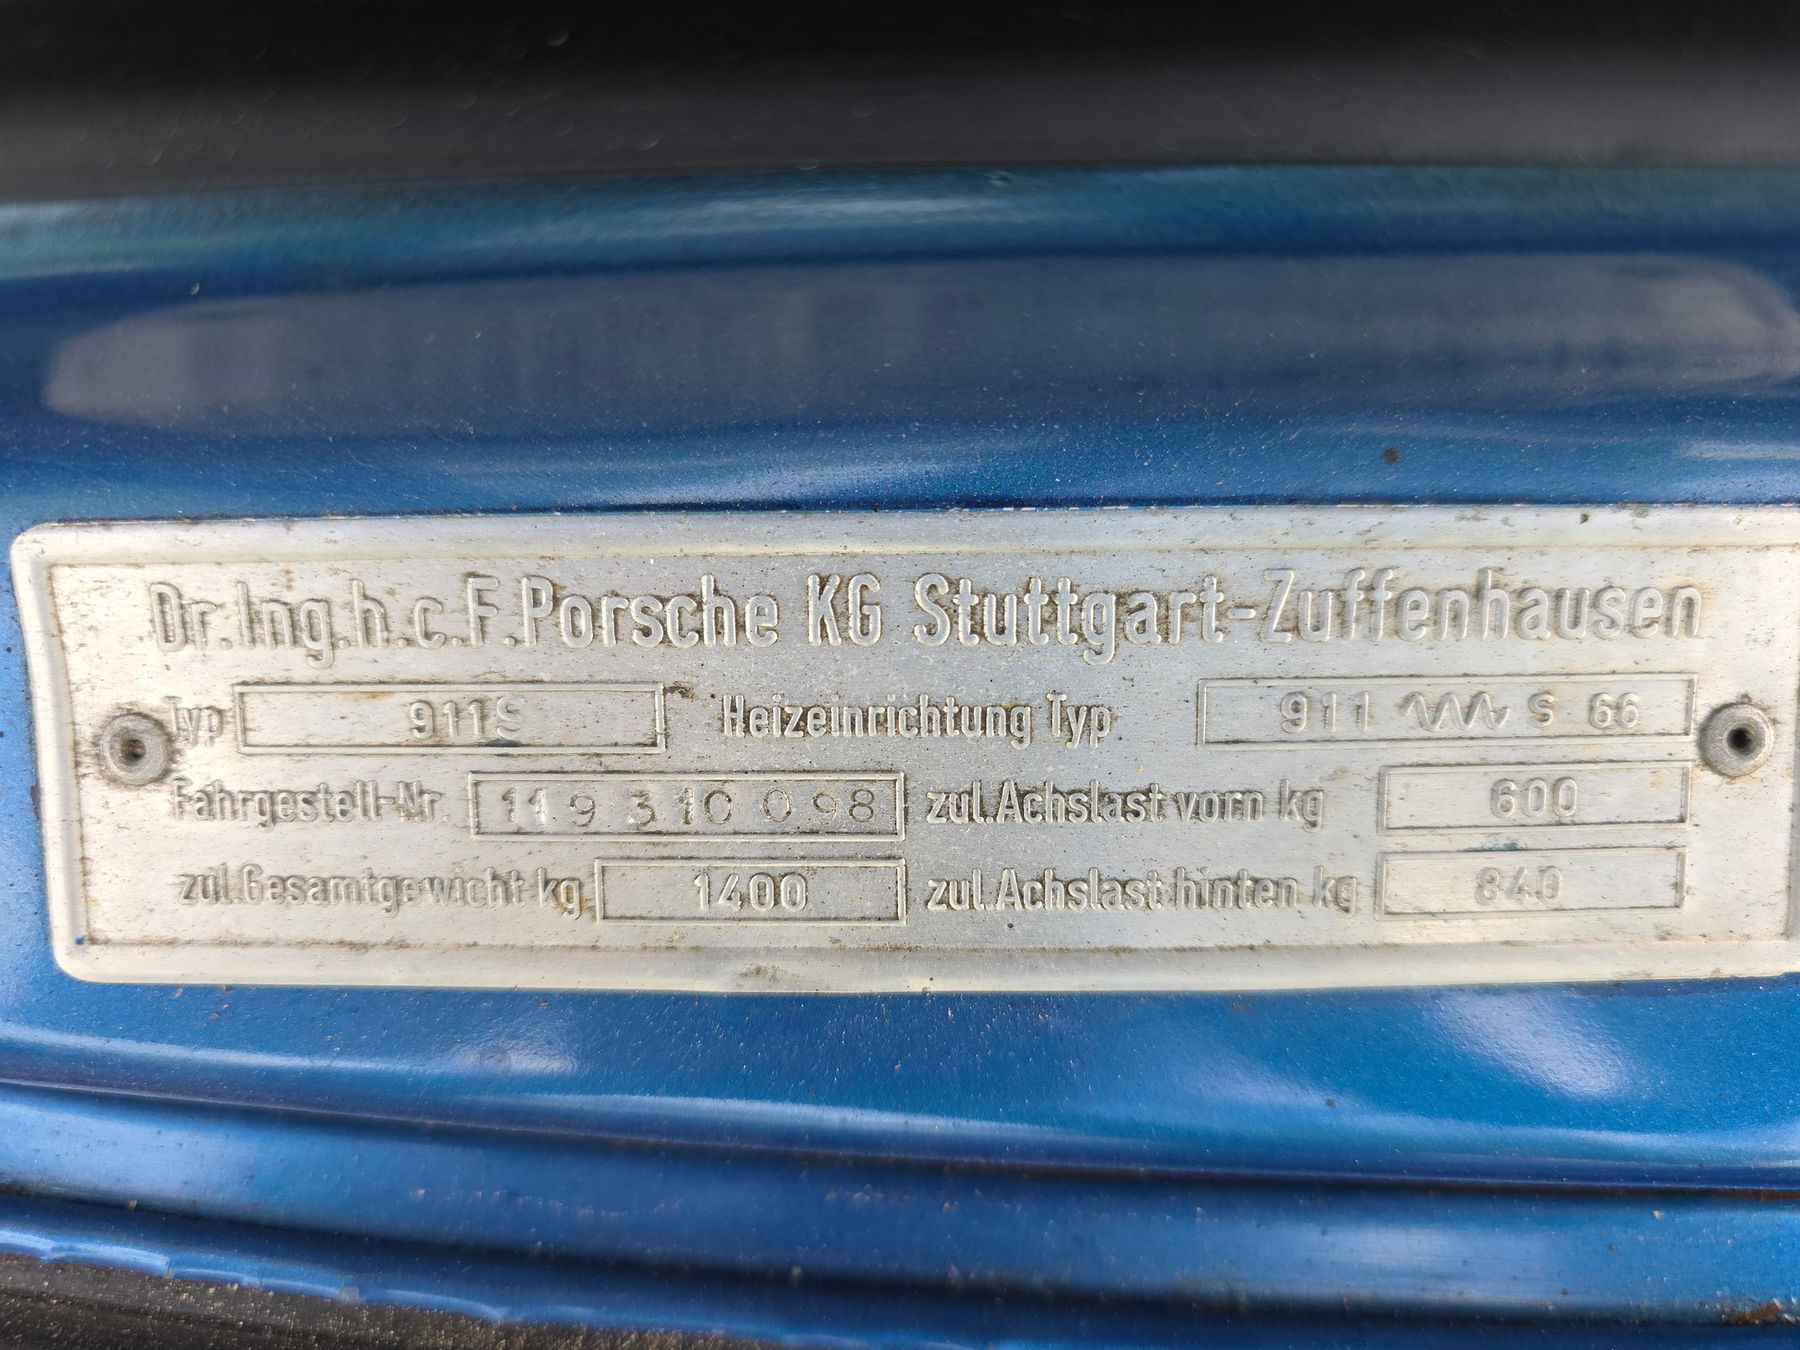 Dr.Ing.h.c.F.Porsche KG Stuttgart-Zuffenhausen
Typ 911S Heizeinrichtung Typ 911 S 66
Fahrgestell-Nr. 119 310 098 zul.Achslast vorn kg 600
zul.Gesamtgewicht kg 1400 zul.Achslast hinten kg 840